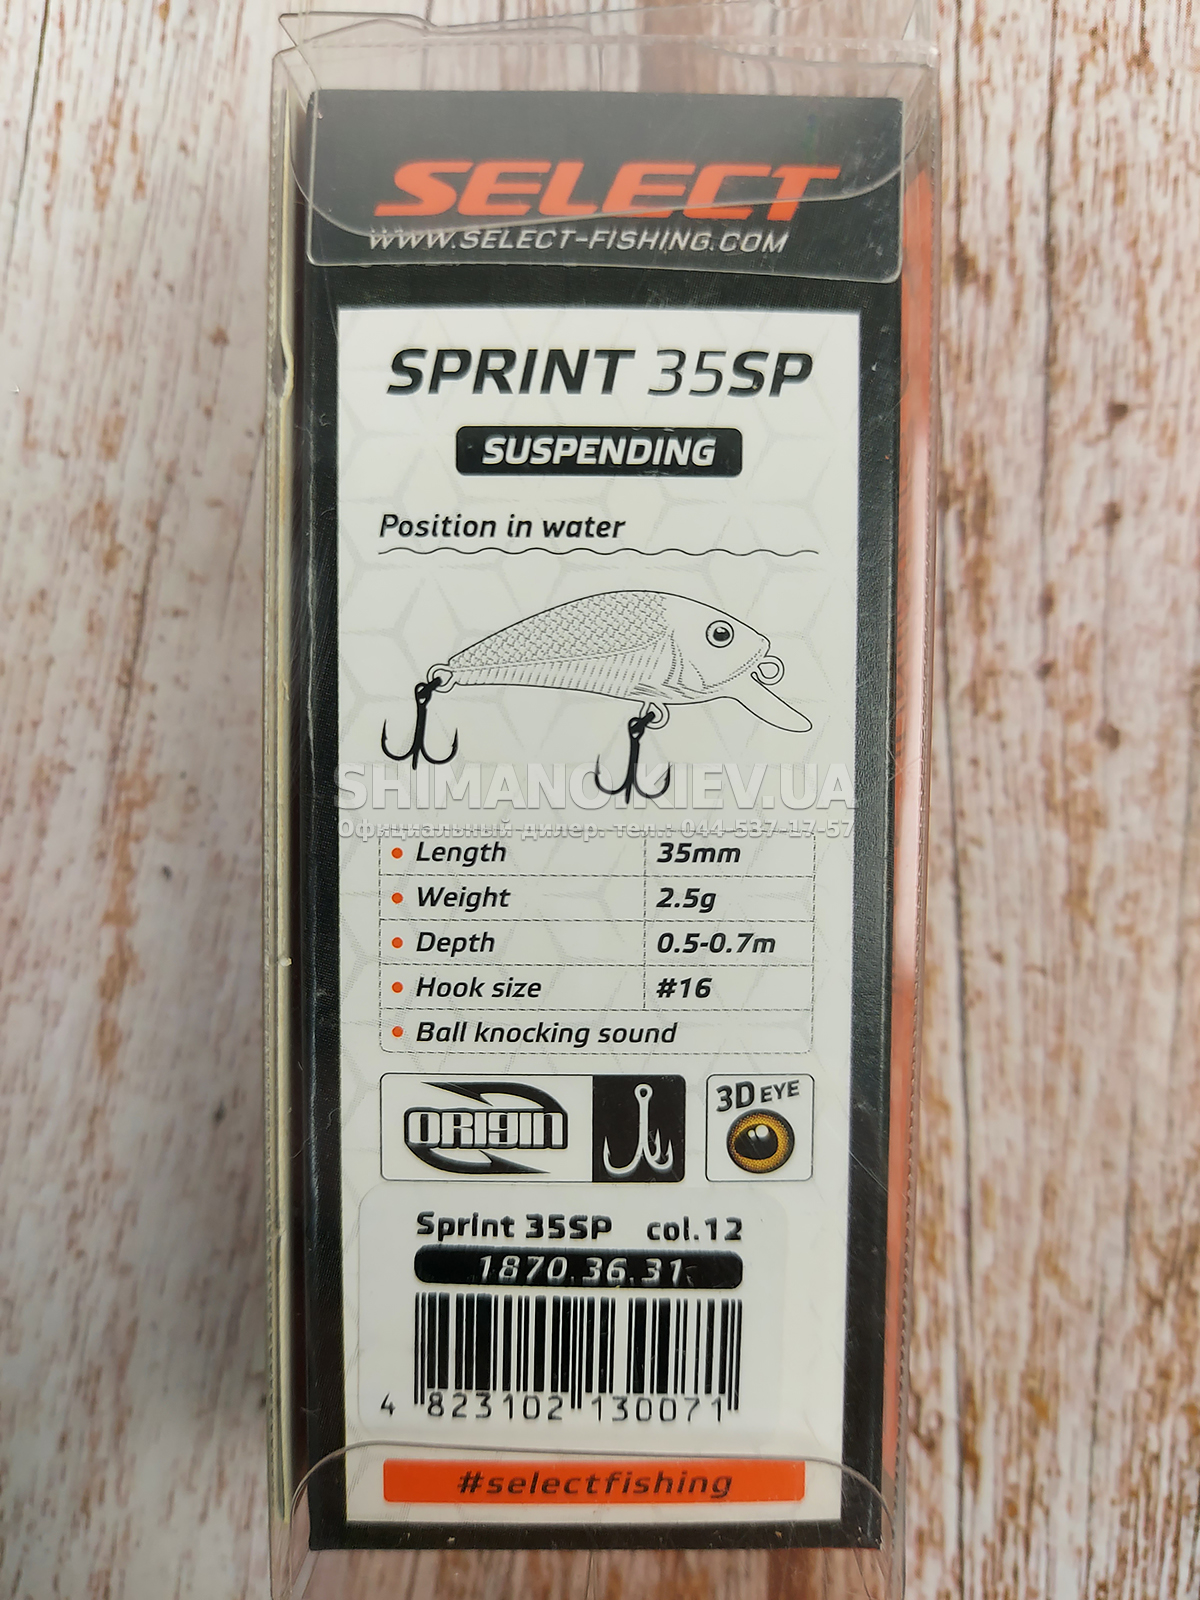 SELECT
WWW.SELECT-FISHING.COM
SPRINT 35SP
SUSPENDING
Position in water
SHIMANO.KIEV.UA
Официальный дилер. тел.: 044-537-17-57
• Length 35mm
• Weight 2.5g
• Depth 0.5-0.7m
• Hook size #16
• Ball knocking sound
ORIGIN
3D EYE
Sprint 35SP col.12
1870.36.31
4 823102 130071
#selectfishing